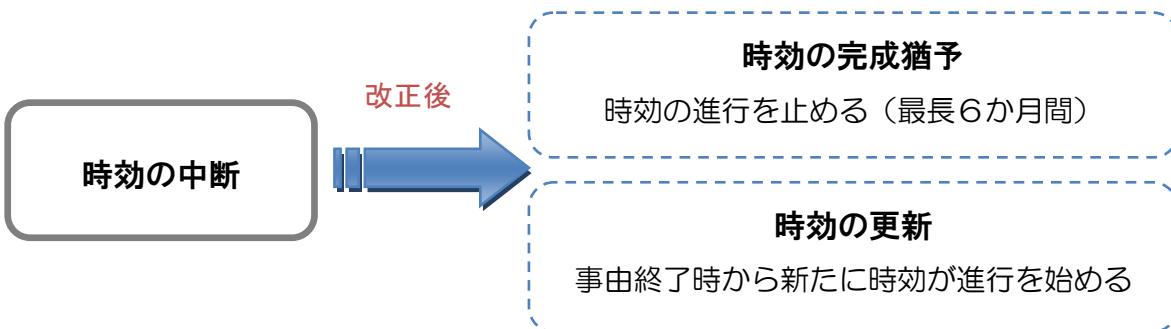 時効の中断
改正後
時効の完成猶予
時効の進行を止める（最長６か月間）
時効の更新
事由終了時から新たに時効が進行を始める